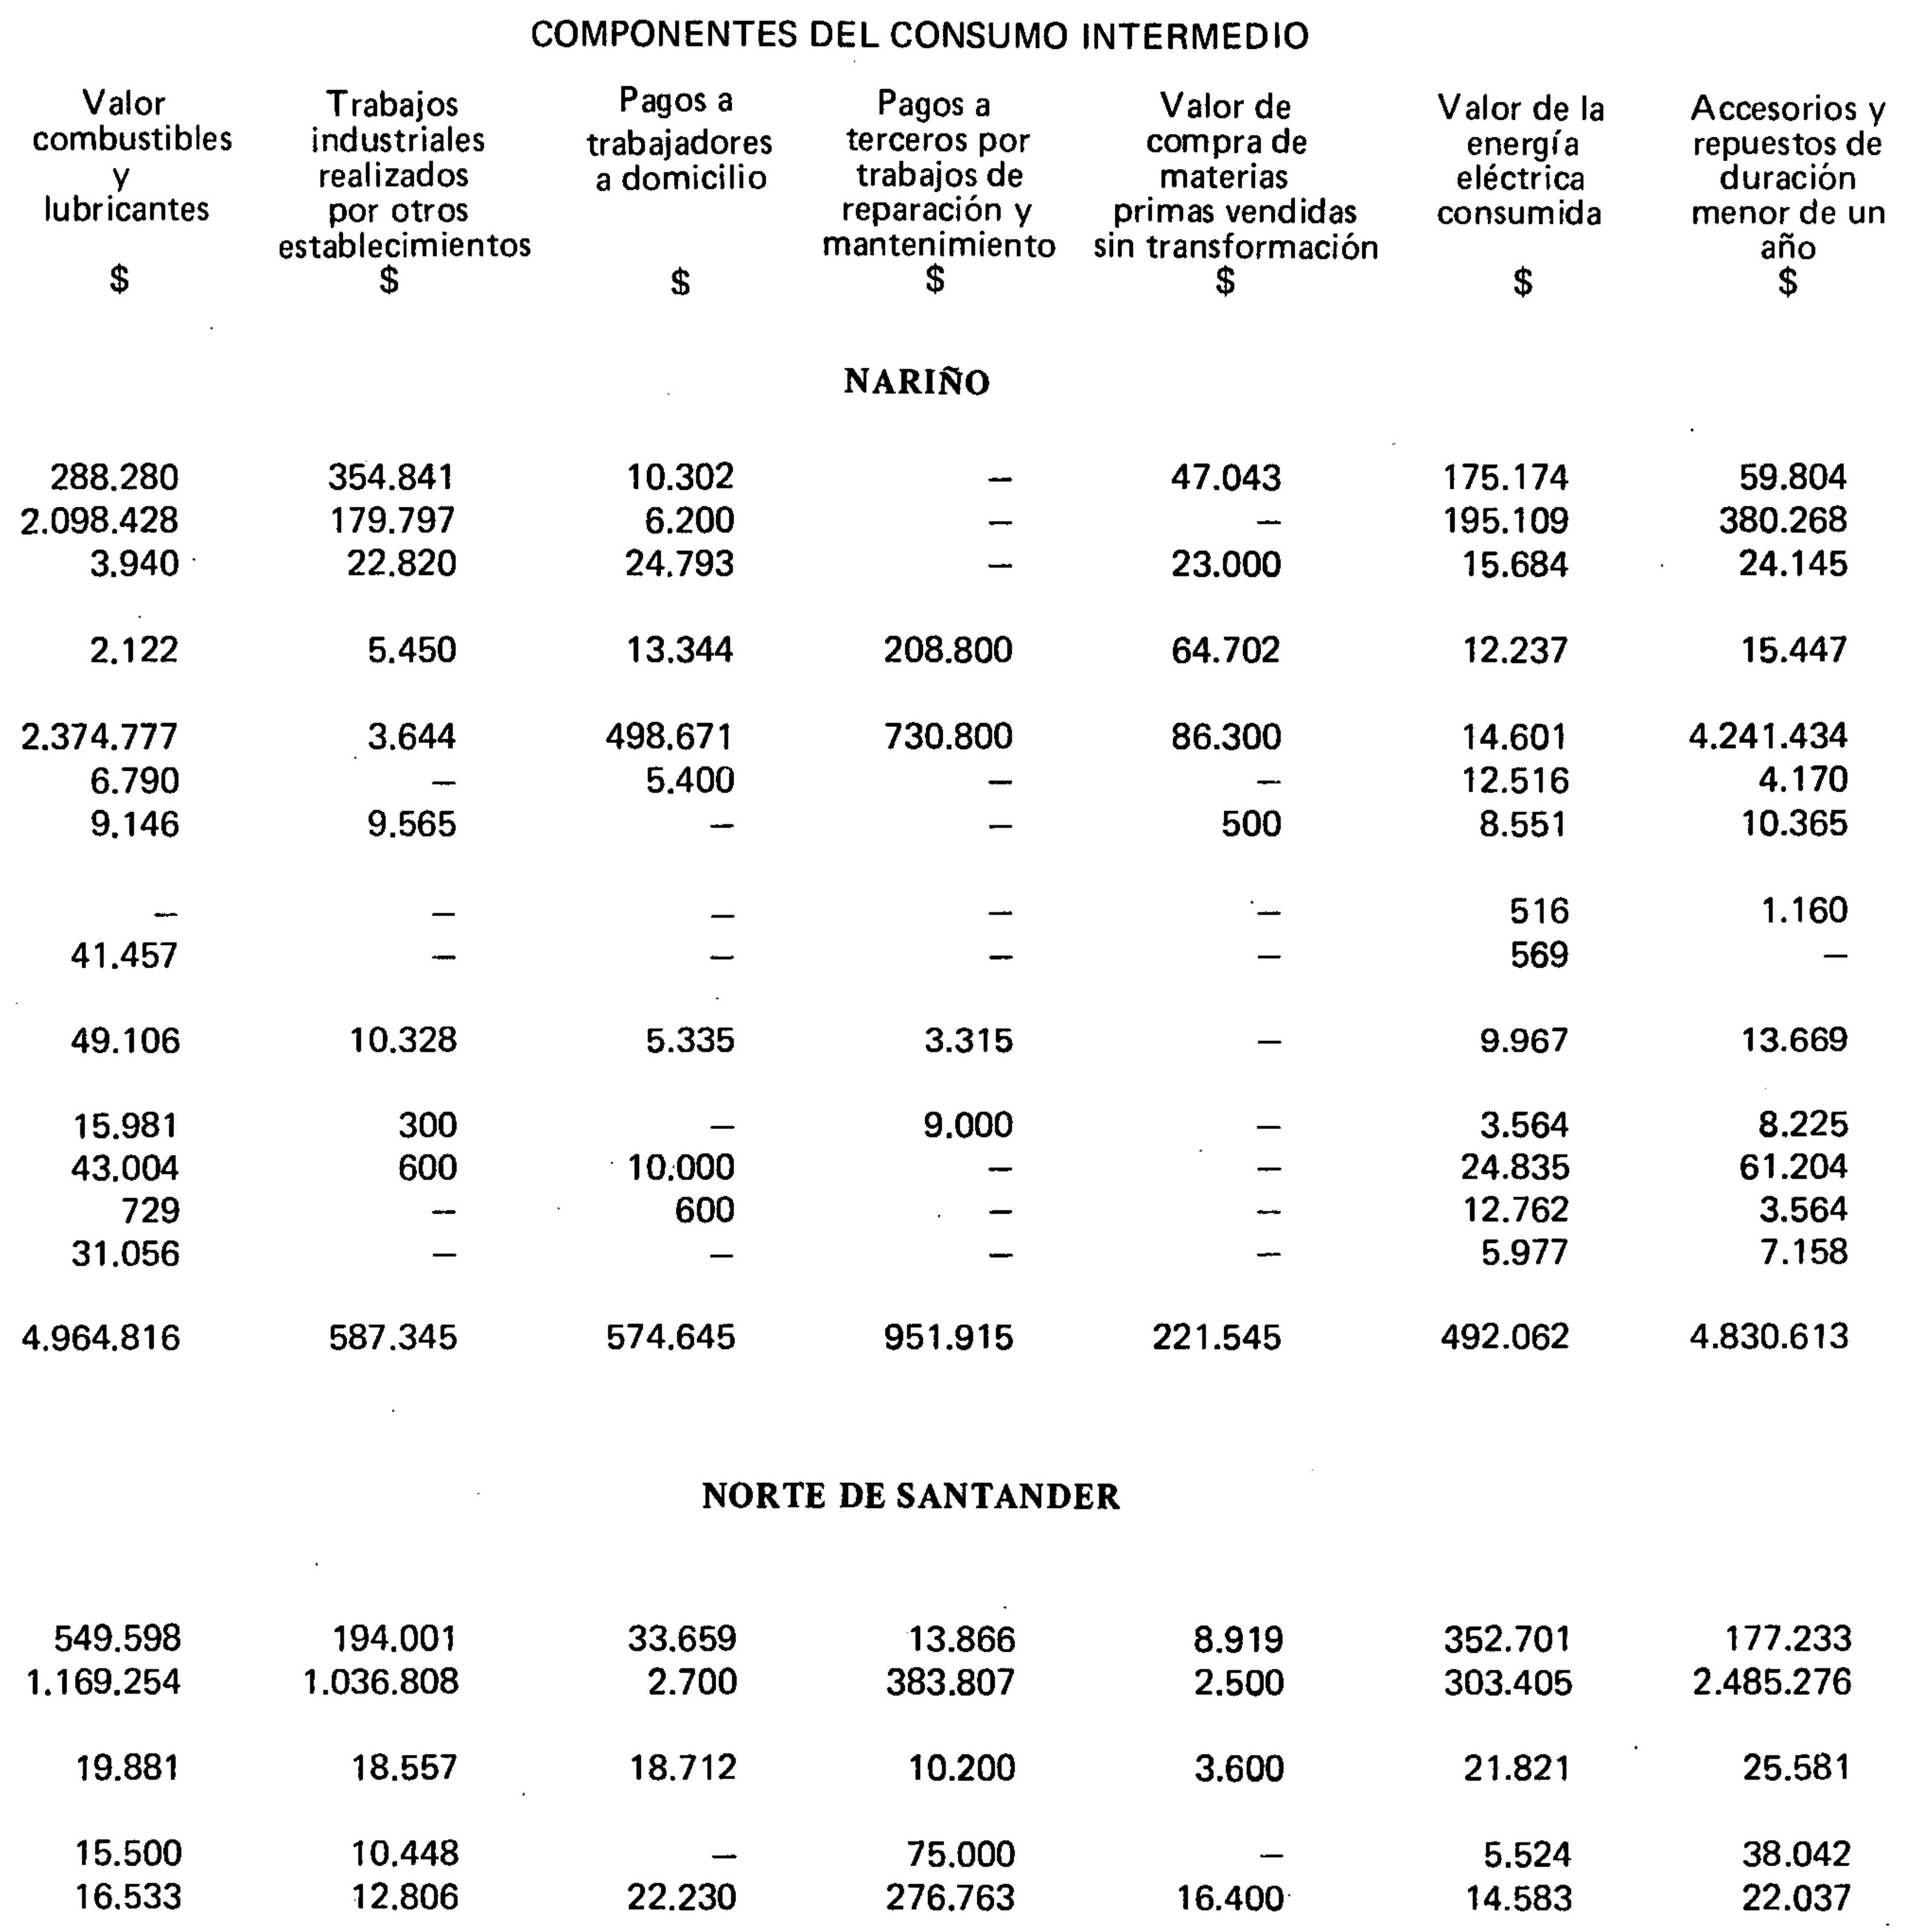 COMPONENTES DEL CONSUMO INTERMEDIO
Valor combustibles y lubricantes $
Trabajos industriales realizados por otros establecimientos $
Pagos a trabajadores a domicilio $
Pagos a terceros por trabajos de reparación y mantenimiento $
Valor de compra de materias primas vendidas sin transformación $
Valor de la energía eléctrica consumida $
Accesorios y repuestos de duración menor de un año $
NARIÑO
288.280 354.841 10.302 — 47.043 175.174 59.804
2.098.428 179.797 6.200 — — 195.109 380.268
3.940 22.820 24.793 — 23.000 15.684 24.145
2.122 5.450 13.344 208.800 64.702 12.237 15.447
2.374.777 3.644 498.671 730.800 86.300 14.601 4.241.434
6.790 — 5.400 — — 12.516 4.170
9.146 9.565 — — 500 8.551 10.365
— — — — — 516 1.160
41.457 — — — — 569 —
49.106 10.328 5.335 3.315 — 9.967 13.669
15.981 300 — 9.000 — 3.564 8.225
43.004 600 10.000 — — 24.835 61.204
729 — 600 — — 12.762 3.564
31.056 — — — — 5.977 7.158
4.964.816 587.345 574.645 951.915 221.545 492.062 4.830.613
NORTE DE SANTANDER
549.598 194.001 33.659 13.866 8.919 352.701 177.233
1.169.254 1.036.808 2.700 383.807 2.500 303.405 2.485.276
19.881 18.557 18.712 10.200 3.600 21.821 25.581
15.500 10.448 — 75.000 — 5.524 38.042
16.533 12.806 22.230 276.763 16.400 14.583 22.037